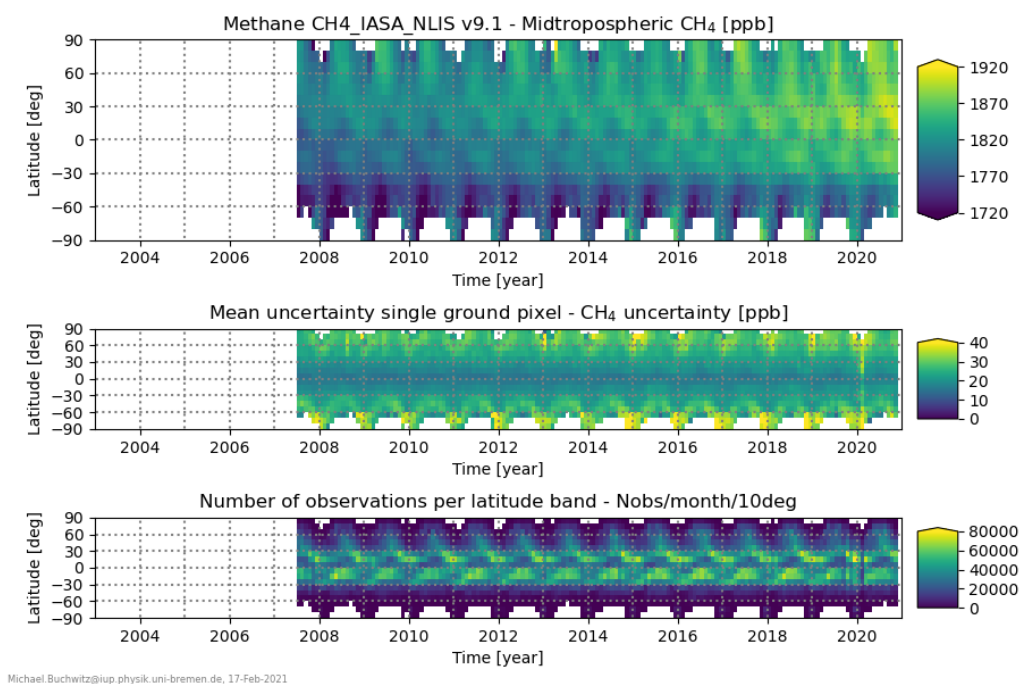 Methane CH4_IASA_NLIS v9.1 - Midtropospheric CH₄ [ppb]
90
60
30
0
−30
−60
−90
Latitude [deg]
2004 2006 2008 2010 2012 2014 2016 2018 2020
Time [year]
1920
1870
1820
1770
1720
Mean uncertainty single ground pixel - CH₄ uncertainty [ppb]
90
60
30
0
−30
−60
−90
Latitude [deg]
2004 2006 2008 2010 2012 2014 2016 2018 2020
Time [year]
40
30
20
10
0
Number of observations per latitude band - Nobs/month/10deg
90
60
30
0
−30
−60
−90
Latitude [deg]
2004 2006 2008 2010 2012 2014 2016 2018 2020
Time [year]
80000
60000
40000
20000
0
Michael.Buchwitz@iup.physik.uni-bremen.de, 17-Feb-2021